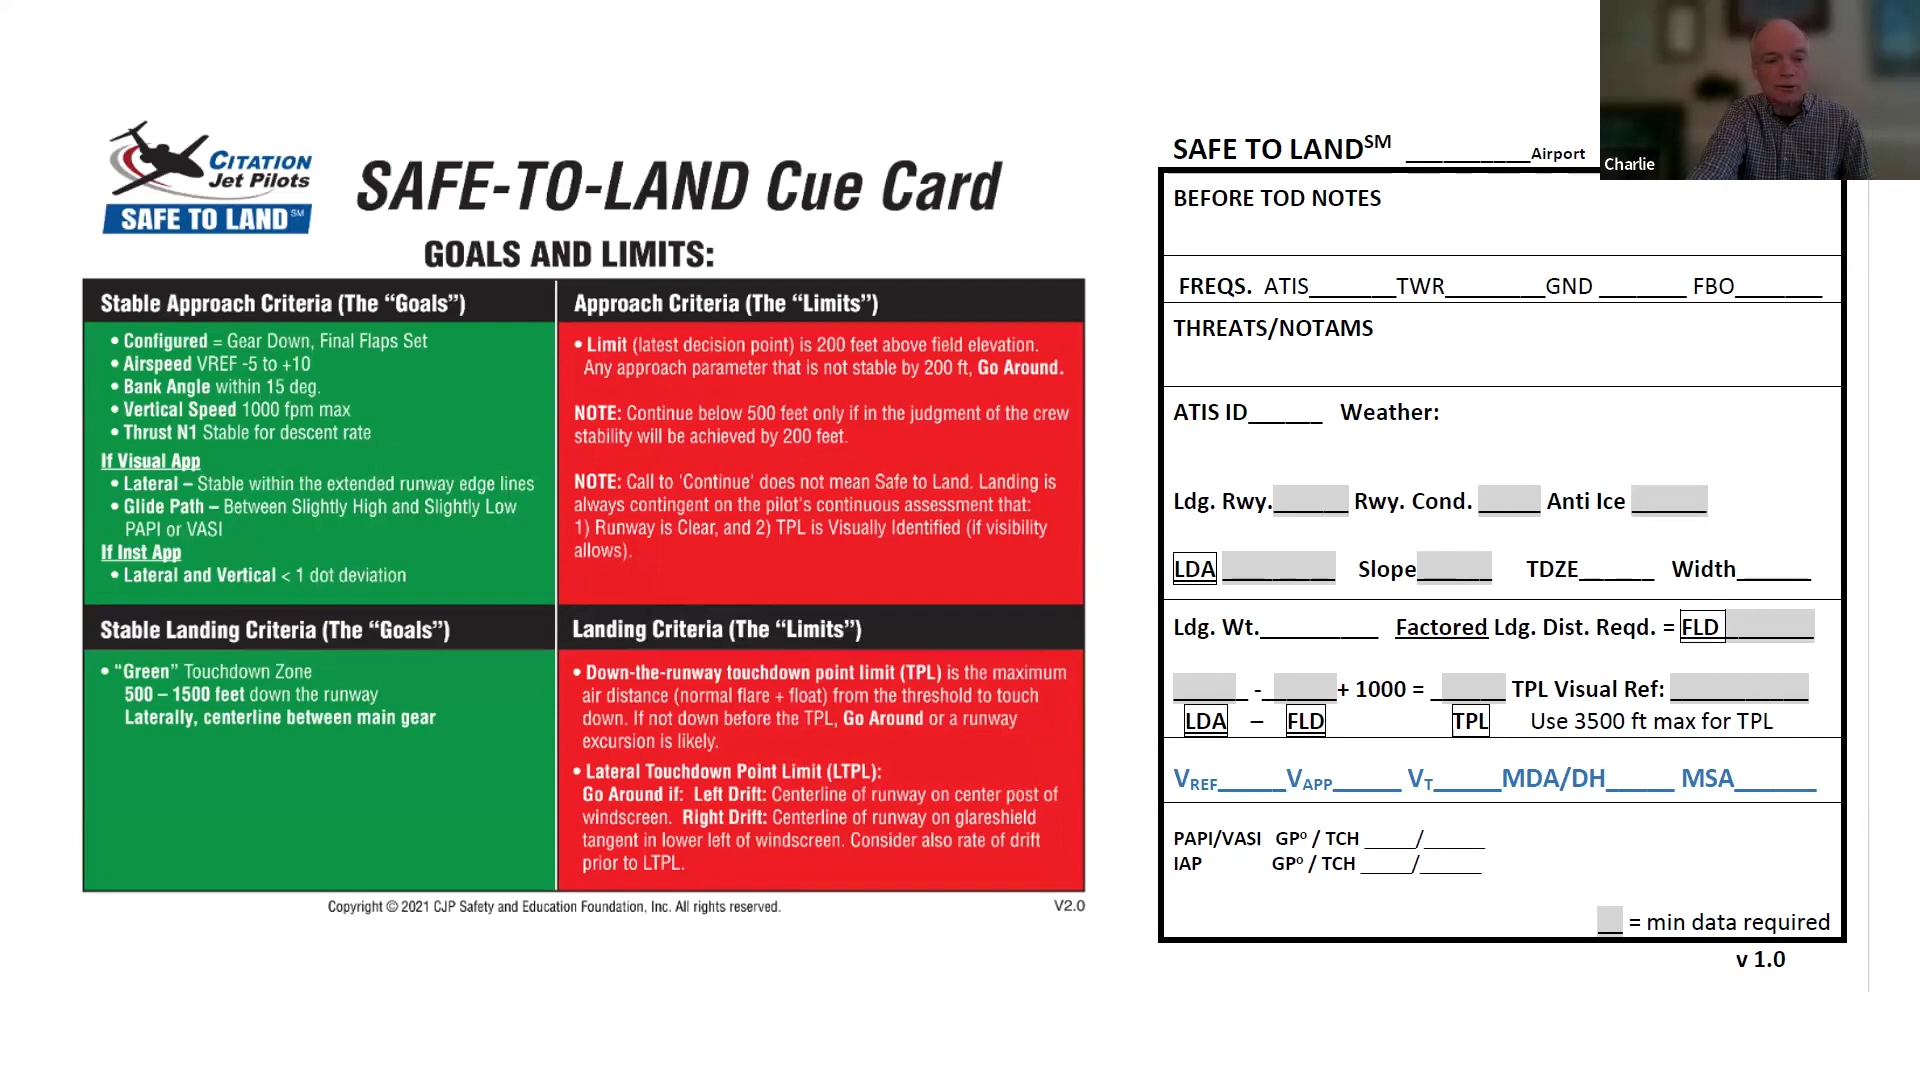 CITATION
JET PILOTS
SAFE TO LAND SM
SAFE-TO-LAND Cue Card
GOALS AND LIMITS:
Stable Approach Criteria (The “Goals”)
• Configured = Gear Down, Final Flaps Set
• Airspeed VREF -5 to +10
• Bank Angle within 15 deg.
• Vertical Speed 1000 fpm max
• Thrust N1 Stable for descent rate
If Visual App
• Lateral – Stable within the extended runway edge lines
• Glide Path – Between Slightly High and Slightly Low
PAPI or VASI
If Inst App
• Lateral and Vertical < 1 dot deviation
Approach Criteria (The “Limits”)
• Limit (latest decision point) is 200 feet above field elevation.
Any approach parameter that is not stable by 200 ft, Go Around.
NOTE: Continue below 500 feet only if in the judgment of the crew
stability will be achieved by 200 feet.
NOTE: Call to 'Continue' does not mean Safe to Land. Landing is
always contingent on the pilot's continuous assessment that:
1) Runway is Clear, and 2) TPL is Visually Identified (if visibility
allows).
Stable Landing Criteria (The “Goals”)
• “Green” Touchdown Zone
500 – 1500 feet down the runway
Laterally, centerline between main gear
Landing Criteria (The “Limits”)
• Down-the-runway touchdown point limit (TPL) is the maximum
air distance (normal flare + float) from the threshold to touch
down. If not down before the TPL, Go Around or a runway
excursion is likely.
• Lateral Touchdown Point Limit (LTPL):
Go Around if: Left Drift: Centerline of runway on center post of
windscreen. Right Drift: Centerline of runway on glareshield
tangent in lower left of windscreen. Consider also rate of drift
prior to LTPL.
Copyright © 2021 CJP Safety and Education Foundation, Inc. All rights reserved.
V2.0
SAFE TO LANDSM __________Airport
BEFORE TOD NOTES
FREQS. ATIS_______TWR________GND _______ FBO_______
THREATS/NOTAMS
ATIS ID______ Weather:
Ldg. Rwy.______ Rwy. Cond. _____ Anti Ice ______
LDA _________ Slope______ TDZE______ Width______
Ldg. Wt.__________ Factored Ldg. Dist. Reqd. = FLD_______
______ -______+ 1000 = ______ TPL Visual Ref: ___________
LDA – FLD TPL Use 3500 ft max for TPL
VREF_____VAPP_____ VT_____MDA/DH_____ MSA______
PAPI/VASI GPº / TCH _____/______
IAP GPº / TCH _____/______
__ = min data required
v 1.0
Charlie